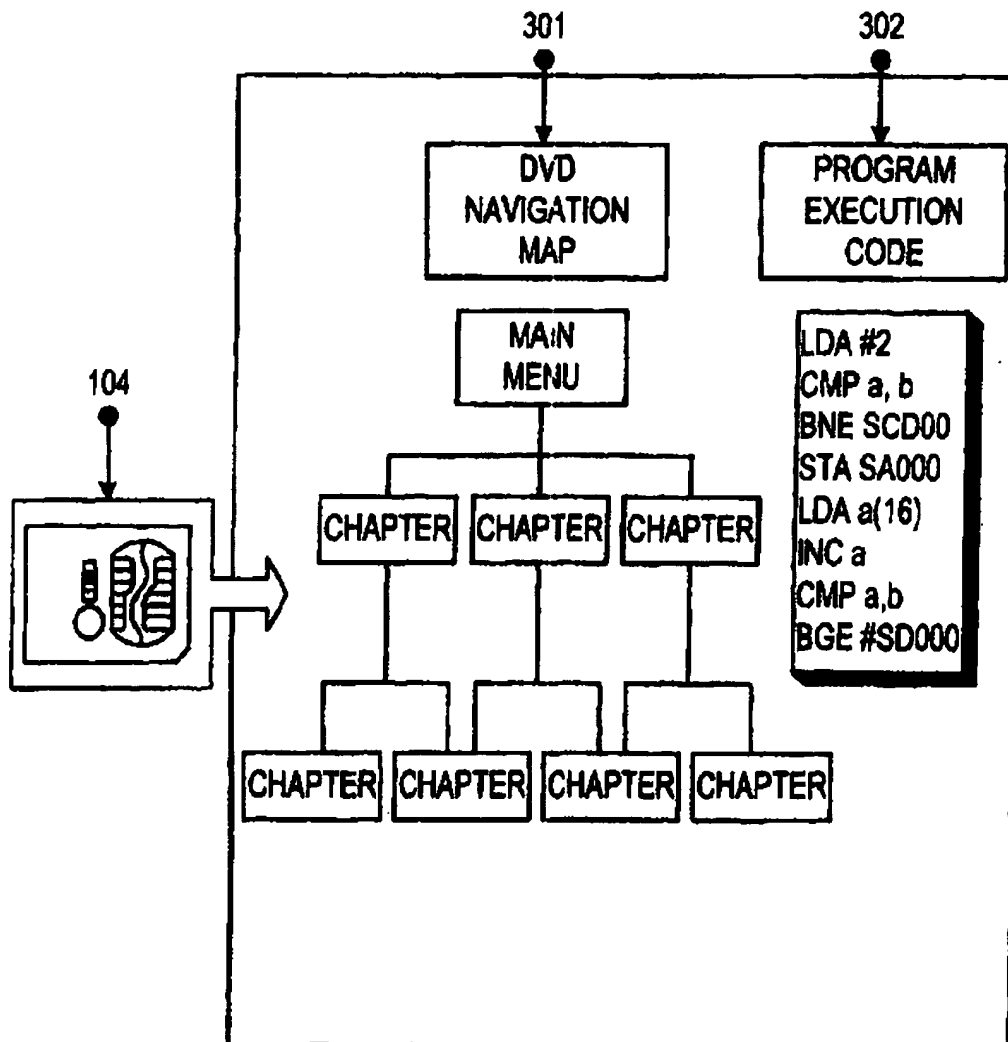 301
302
DVD
NAVIGATION
MAP
PROGRAM
EXECUTION
CODE
MAIN
MENU
LDA #2
CMP a, b
BNE SCD00
STA SA000
LDA a(16)
INC a
CMP a,b
BGE #SD000
104
CHAPTER
CHAPTER
CHAPTER
CHAPTER
CHAPTER
CHAPTER
CHAPTER